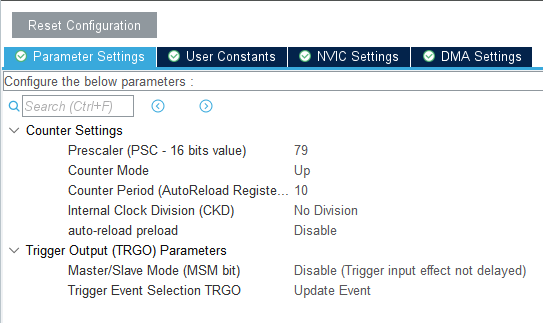 Reset Configuration
Parameter Settings User Constants NVIC Settings DMA Settings
Configure the below parameters :
Search (Ctrl+F)
Counter Settings
Prescaler (PSC - 16 bits value) 79
Counter Mode Up
Counter Period (AutoReload Registe... 10
Internal Clock Division (CKD) No Division
auto-reload preload Disable
Trigger Output (TRGO) Parameters
Master/Slave Mode (MSM bit) Disable (Trigger input effect not delayed)
Trigger Event Selection TRGO Update Event